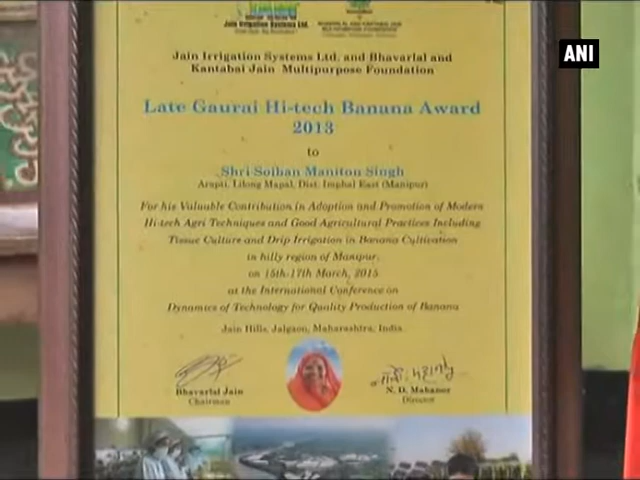 ANI
Jain Irrigation Systems Ltd.
Jain Irrigation Systems Ltd. and Bhavarlal and
Kantabai Jain Multipurpose Foundation
Late Gaurai Hi-tech Banana Award
2013
to
Shri Soiban Maniton Singh
Arapti, Lilong Mapal, Dist. Imphal East (Manipur)
For his Valuable Contribution in Adoption and Promotion of Modern
Hi-tech Agri Techniques and Good Agricultural Practices Including
Tissue Culture and Drip Irrigation in Banana Cultivation
in hilly region of Manipur.
on 15th-17th March, 2015
at the International Conference on
Dynamics of Technology for Quality Production of Banana
Jain Hills, Jalgaon, Maharashtra, India
Bhavarlal Jain
Chairman
N. D. Mahanor
Director